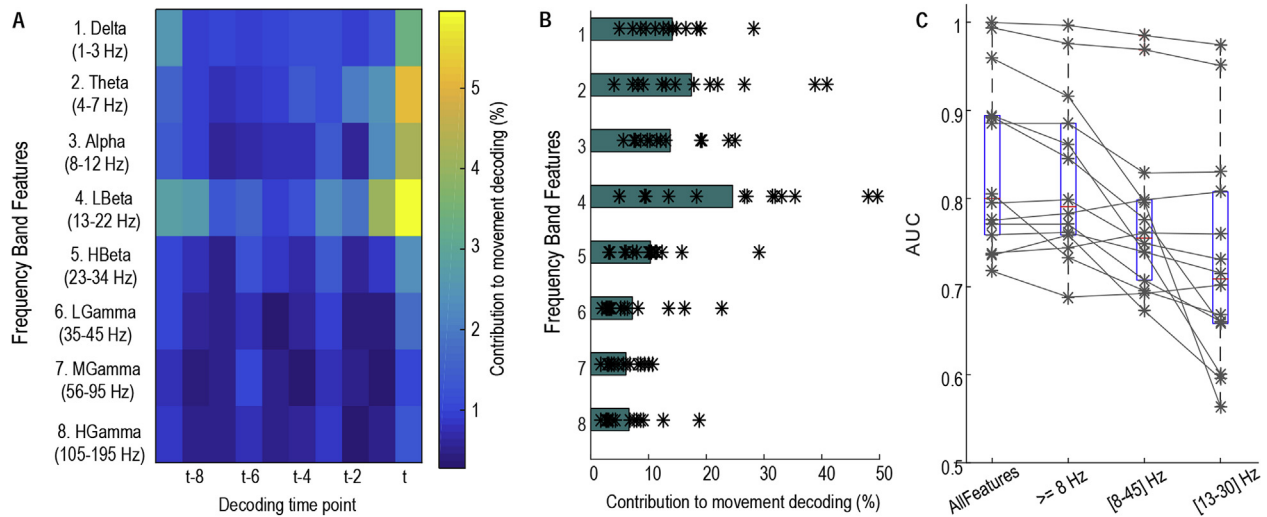 A
Frequency Band Features
1. Delta
(1-3 Hz)
2. Theta
(4-7 Hz)
3. Alpha
(8-12 Hz)
4. LBeta
(13-22 Hz)
5. HBeta
(23-34 Hz)
6. LGamma
(35-45 Hz)
7. MGamma
(56-95 Hz)
8. HGamma
(105-195 Hz)
t-8 t-6 t-4 t-2 t
Decoding time point
5
4
3
2
1
Contribution to movement decoding (%)
B
Frequency Band Features
1
2
3
4
5
6
7
8
0 10 20 30 40 50
Contribution to movement decoding (%)
C
AUC
1
0.9
0.8
0.7
0.6
0.5
AllFeatures >= 8 Hz [8-45] Hz [13-30] Hz